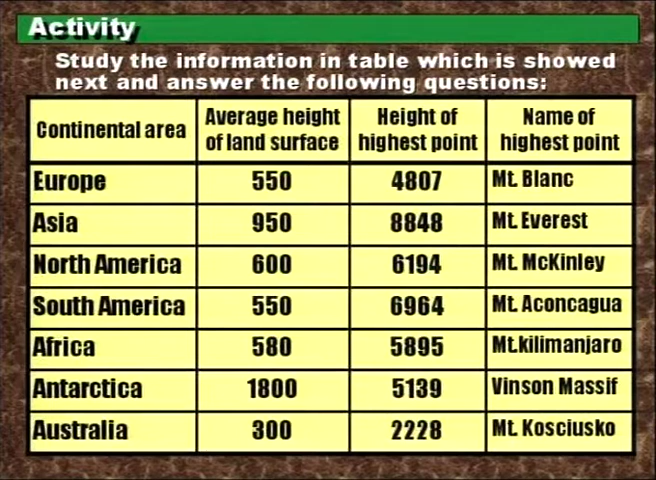 Activity
Study the information in table which is showed
next and answer the following questions:
Continental area Average height of land surface Height of highest point Name of highest point
Europe 550 4807 Mt. Blanc
Asia 950 8848 Mt. Everest
North America 600 6194 Mt. McKinley
South America 550 6964 Mt. Aconcagua
Africa 580 5895 Mt.kilimanjaro
Antarctica 1800 5139 Vinson Massif
Australia 300 2228 Mt. Kosciusko